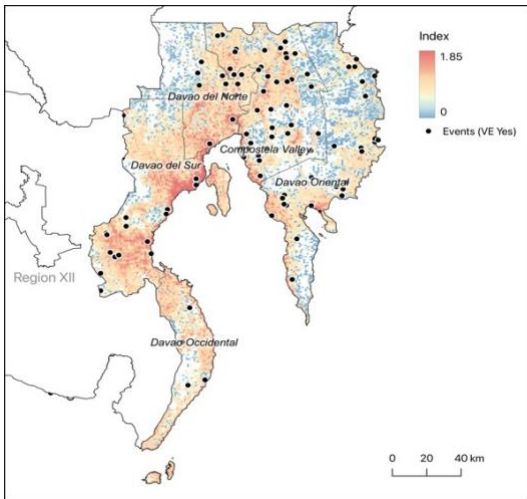 Index
1.85
0
Events (VE Yes)
Davao del Norte
Compostela Valley
Davao del Sur
Davao Oriental
Region XII
Davao Occidental
0 20 40 km